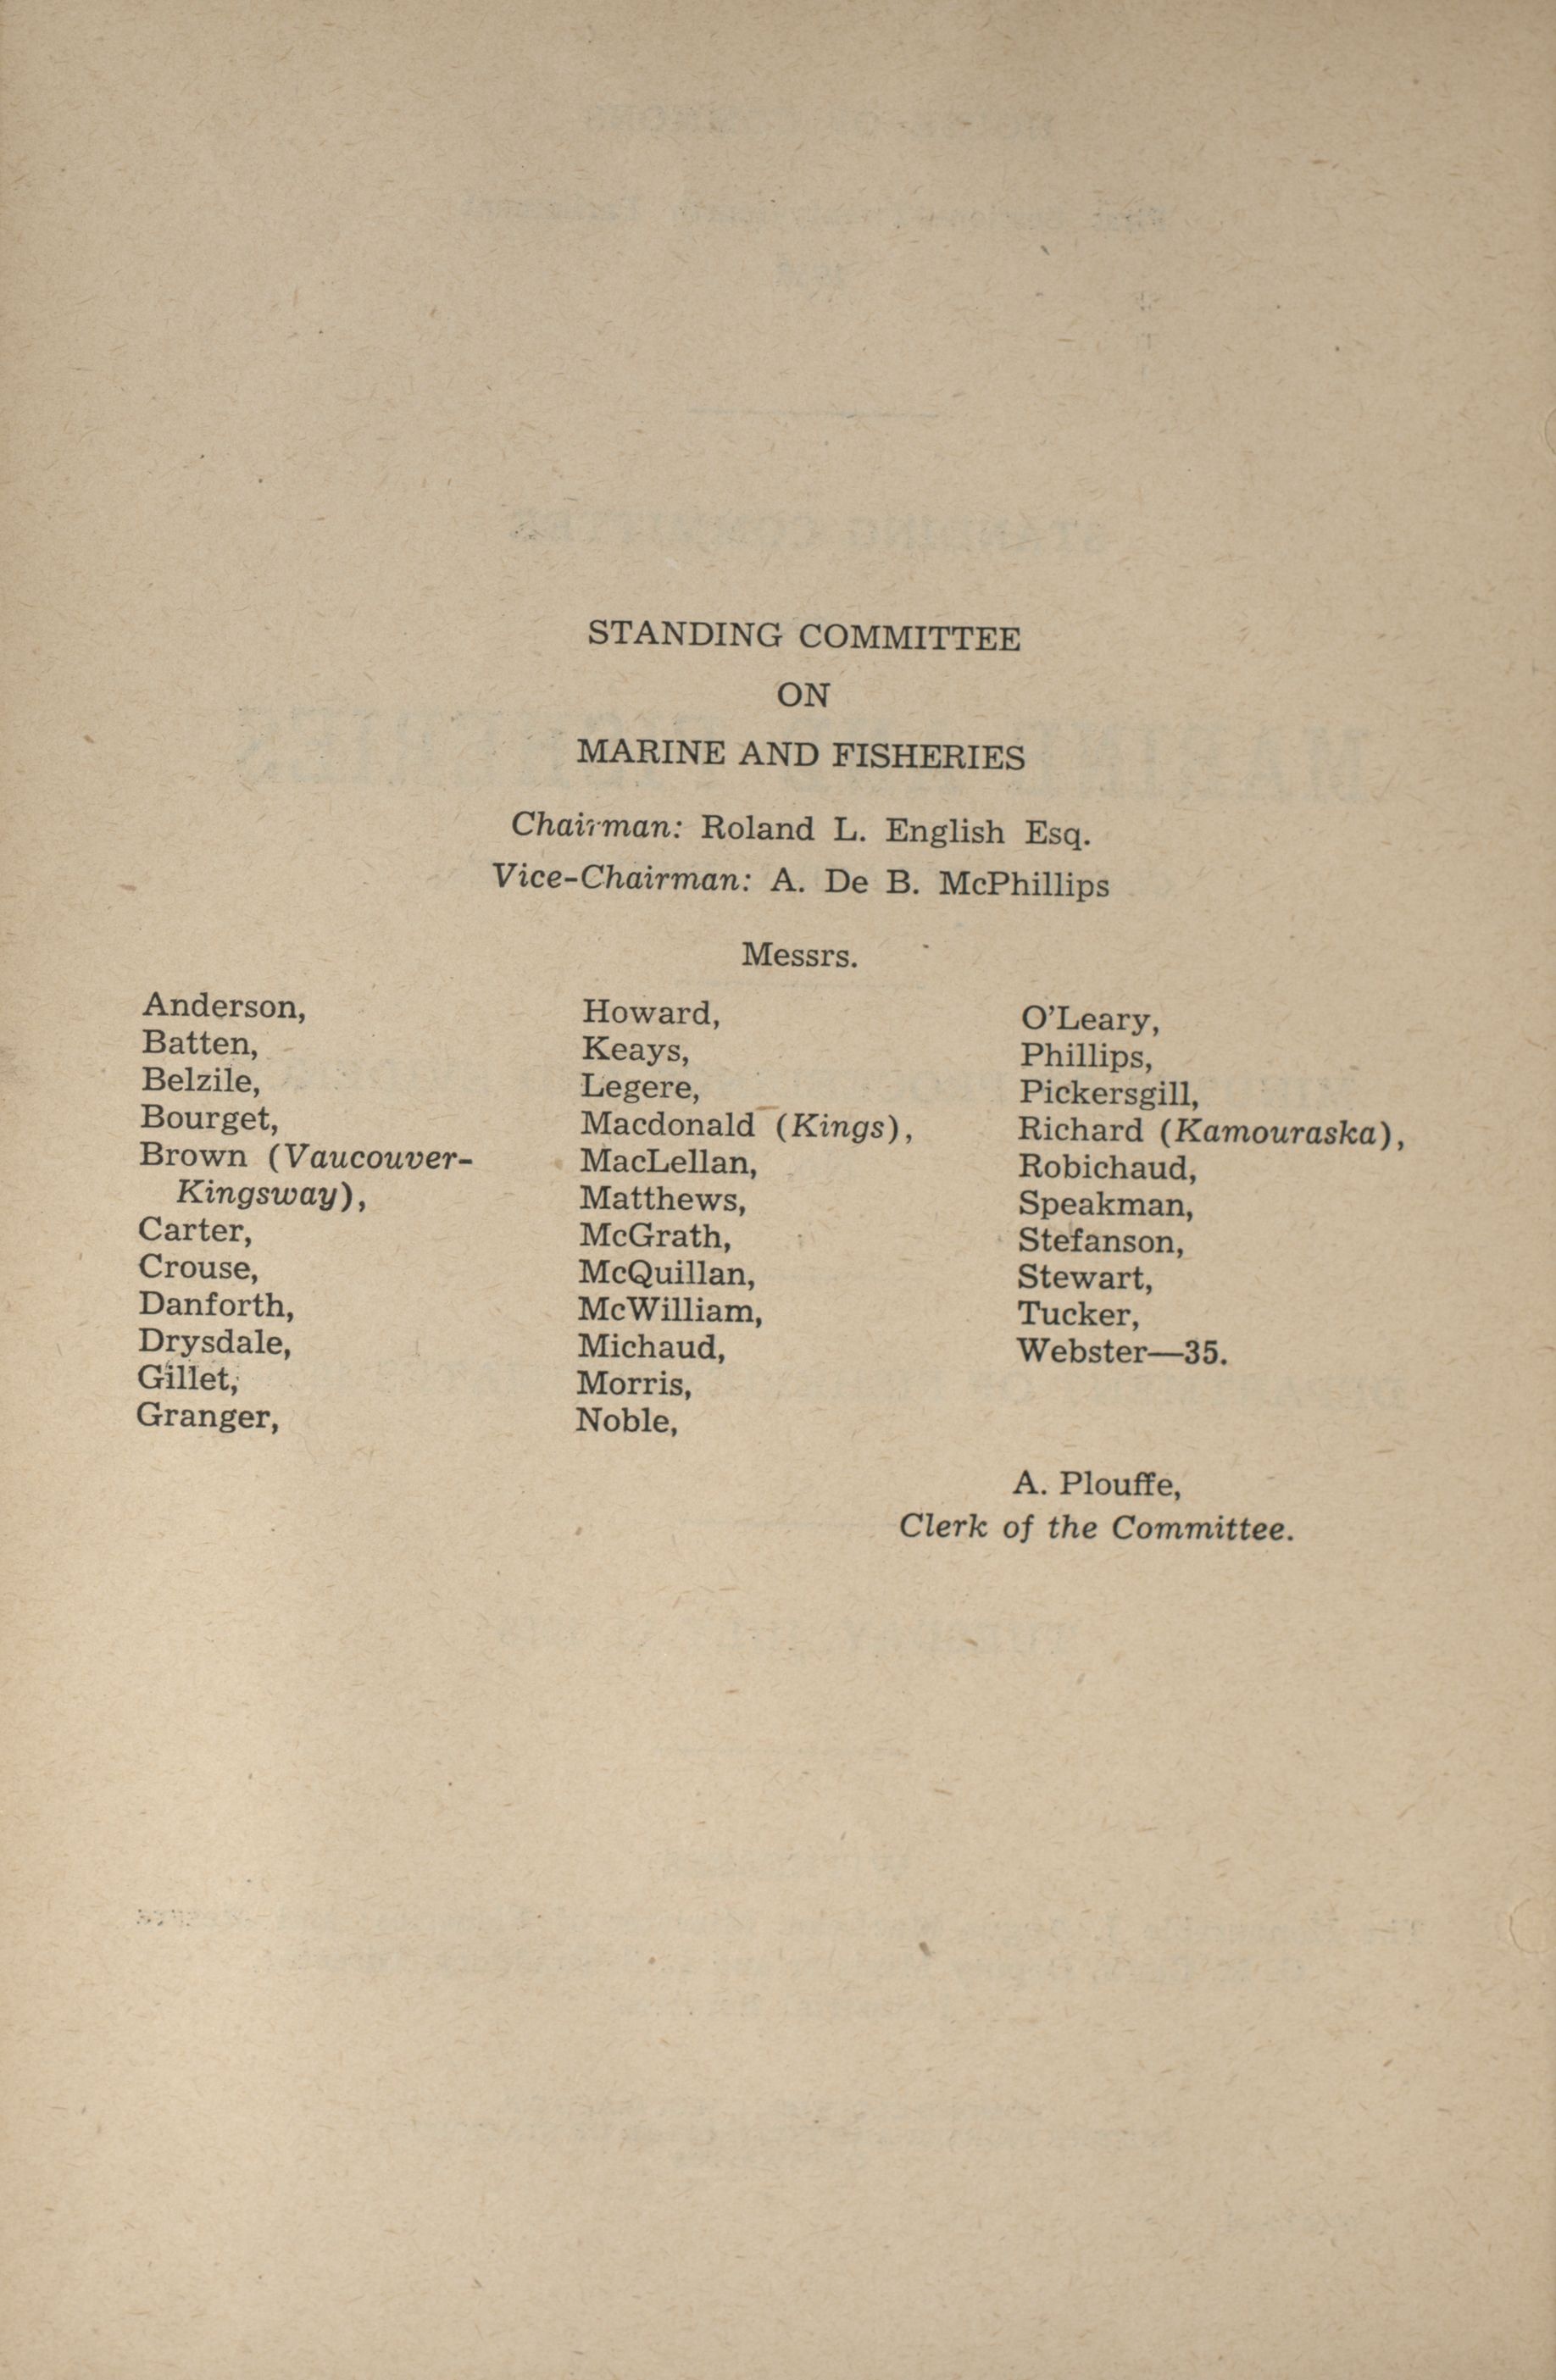 STANDING COMMITTEE
ON
MARINE AND FISHERIES
Chairman: Roland L. English Esq.
Vice-Chairman: A. De B. McPhillips
Messrs.
Anderson,
Batten,
Belzile,
Bourget,
Brown (Vaucouver-
Kingsway),
Carter,
Crouse,
Danforth,
Drysdale,
Gillet,
Granger,
Howard,
Keays,
Legere,
Macdonald (Kings),
MacLellan,
Matthews,
McGrath,
McQuillan,
McWilliam,
Michaud,
Morris,
Noble,
O'Leary,
Phillips,
Pickersgill,
Richard (Kamouraska),
Robichaud,
Speakman,
Stefanson,
Stewart,
Tucker,
Webster—35.
A. Plouffe,
Clerk of the Committee.